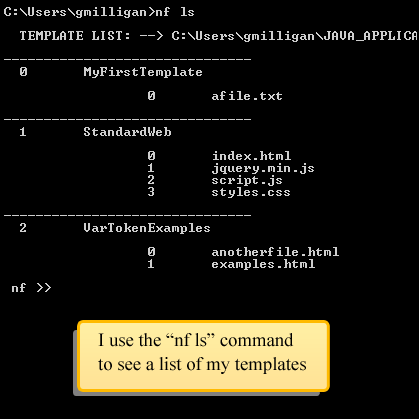 C:\Users\gmilligan>nf ls
TEMPLATE LIST: --> C:\Users\gmilligan\JAVA_APPLICA
0 MyFirstTemplate
0 afile.txt
1 StandardWeb
0 index.html
1 jquery.min.js
2 script.js
3 styles.css
2 VarTokenExamples
0 anotherfile.html
1 examples.html
nf >>
I use the “nf ls” command
to see a list of my templates